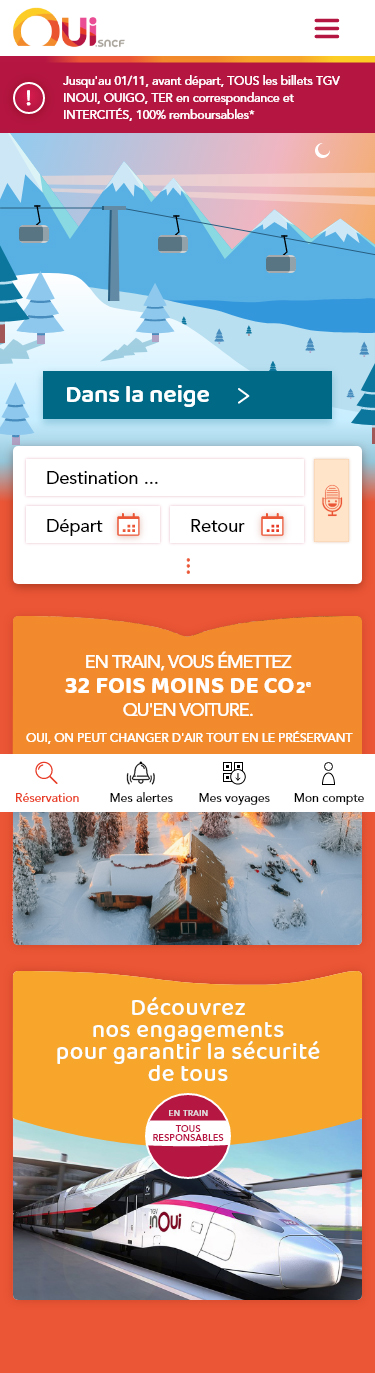 OUi SNCF
Jusqu'au 01/11, avant départ, TOUS les billets TGV
INOUI, OUIGO, TER en correspondance et
INTERCITÉS, 100% remboursables*
Dans la neige
Destination ...
Départ
Retour
EN TRAIN, VOUS ÉMETTEZ
32 FOIS MOINS DE CO2*
QU'EN VOITURE.
OUI, ON PEUT CHANGER D'AIR TOUT EN LE PRÉSERVANT
Réservation
Mes alertes
Mes voyages
Mon compte
Découvrez
nos engagements
pour garantir la sécurité
de tous
EN TRAIN
TOUS
RESPONSABLES
TGV
inOui